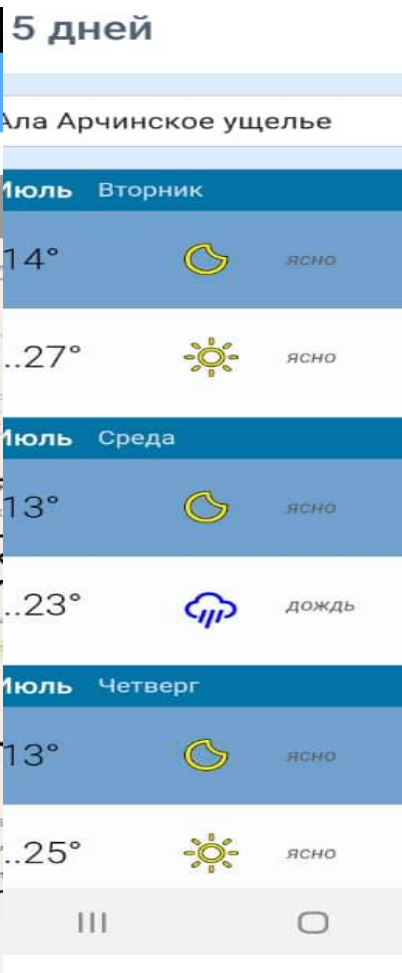 5 дней
Ала Арчинское ущелье
Июль Вторник
14° ясно
..27° ясно
Июль Среда
13° ясно
..23° дождь
Июль Четверг
13° ясно
..25° ясно